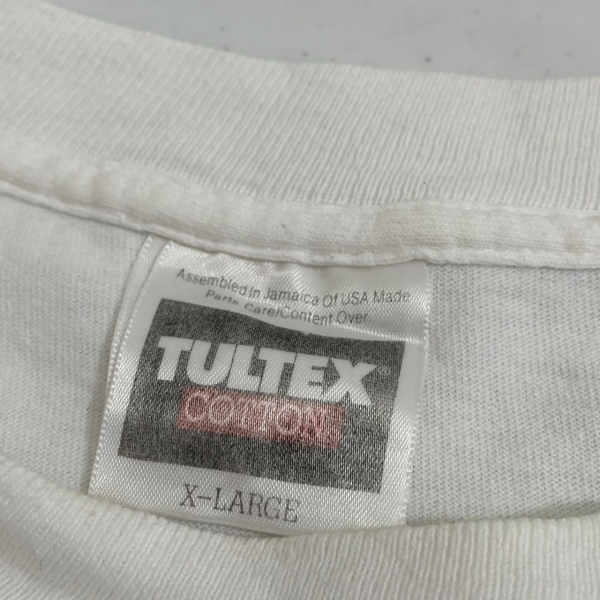 Assembled In Jamaica Of USA Made
Parts Care/Content Over
TULTEX®
COTTON
X-LARGE